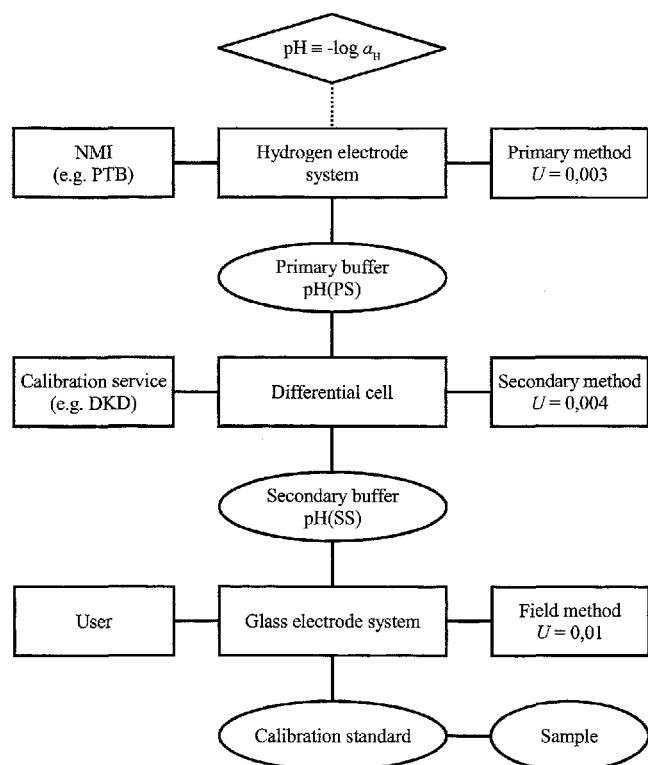 pH ≡ -log aH
NMI
(e.g. PTB)
Hydrogen electrode
system
Primary method
U = 0,003
Primary buffer
pH(PS)
Calibration service
(e.g. DKD)
Differential cell
Secondary method
U = 0,004
Secondary buffer
pH(SS)
User
Glass electrode system
Field method
U = 0,01
Calibration standard
Sample